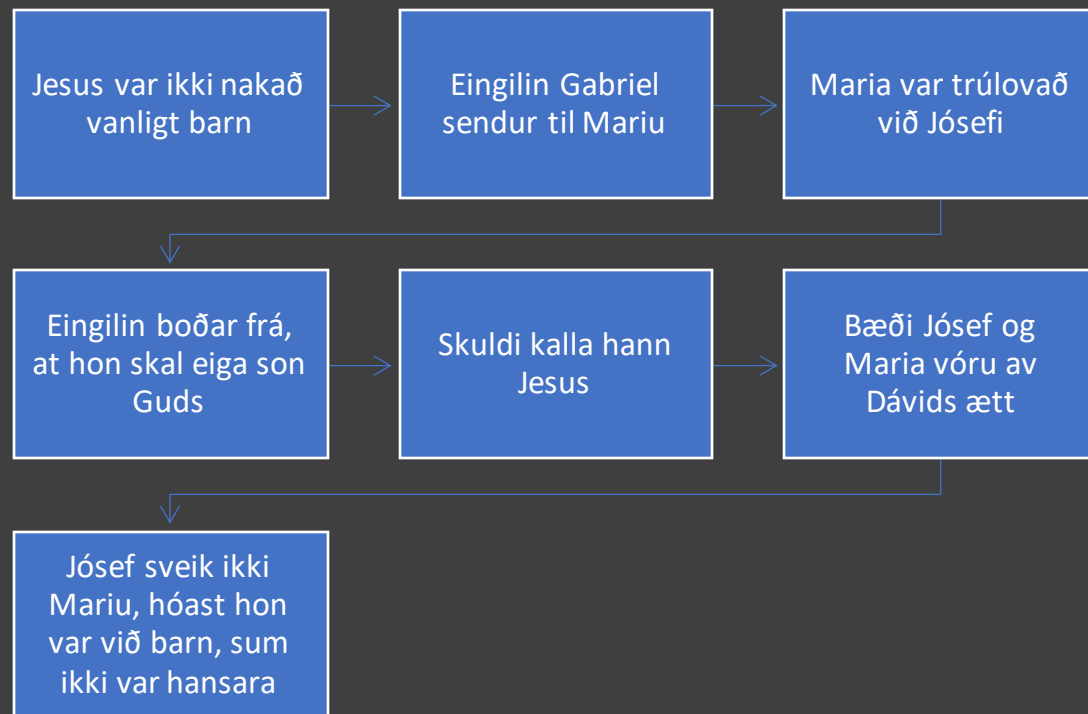 Jesus var ikki nakað
vanligt barn
Eingilin Gabriel
sendur til Mariu
Maria var trúlovað
við Jósefi
Eingilin boðar frá,
at hon skal eiga son
Guds
Skuldi kalla hann
Jesus
Bæði Jósef og
Maria vóru av
Dávids ætt
Jósef sveik ikki
Mariu, hóast hon
var við barn, sum
ikki var hansara